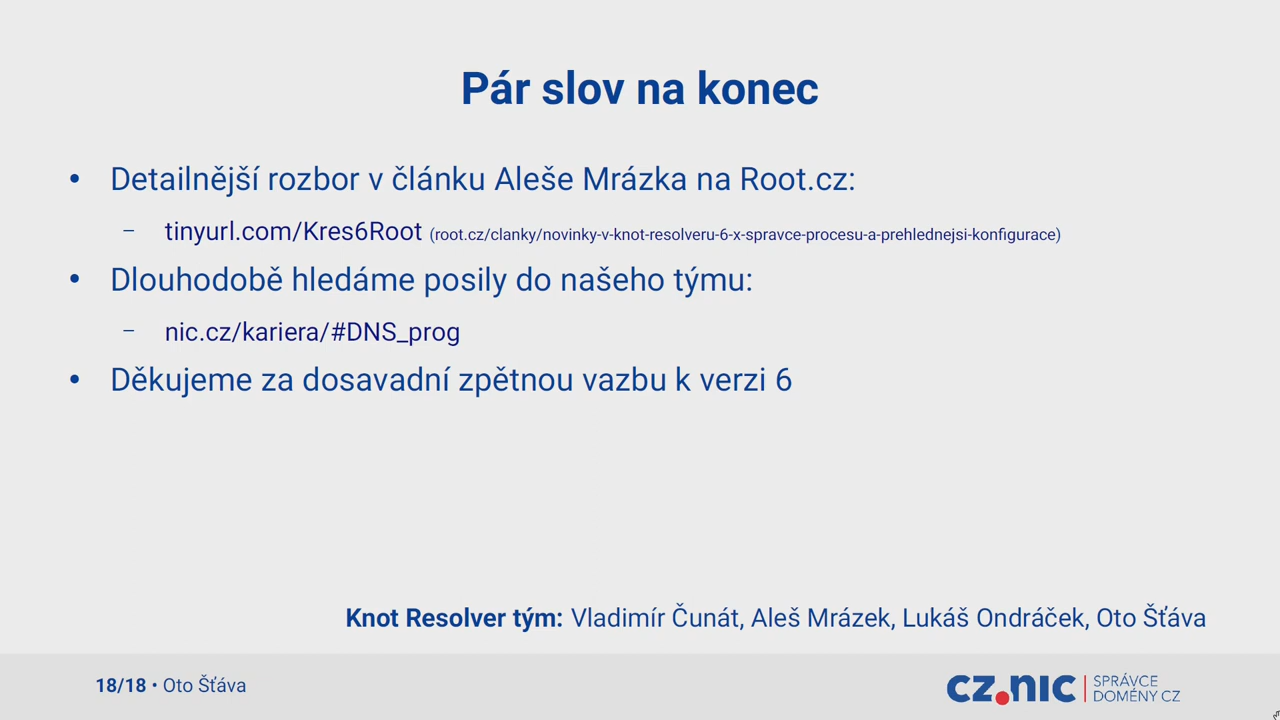 Pár slov na konec
• Detailnější rozbor v článku Aleše Mrázka na Root.cz:
– tinyurl.com/Kres6Root (root.cz/clanky/novinky-v-knot-resolveru-6-x-spravce-procesu-a-prehlednejsi-konfigurace)
• Dlouhodobě hledáme posily do našeho týmu:
– nic.cz/kariera/#DNS_prog
• Děkujeme za dosavadní zpětnou vazbu k verzi 6
Knot Resolver tým: Vladimír Čunát, Aleš Mrázek, Lukáš Ondráček, Oto Šťáva
18/18 • Oto Šťáva
CZ.NIC | SPRÁVCE
DOMÉNY CZ